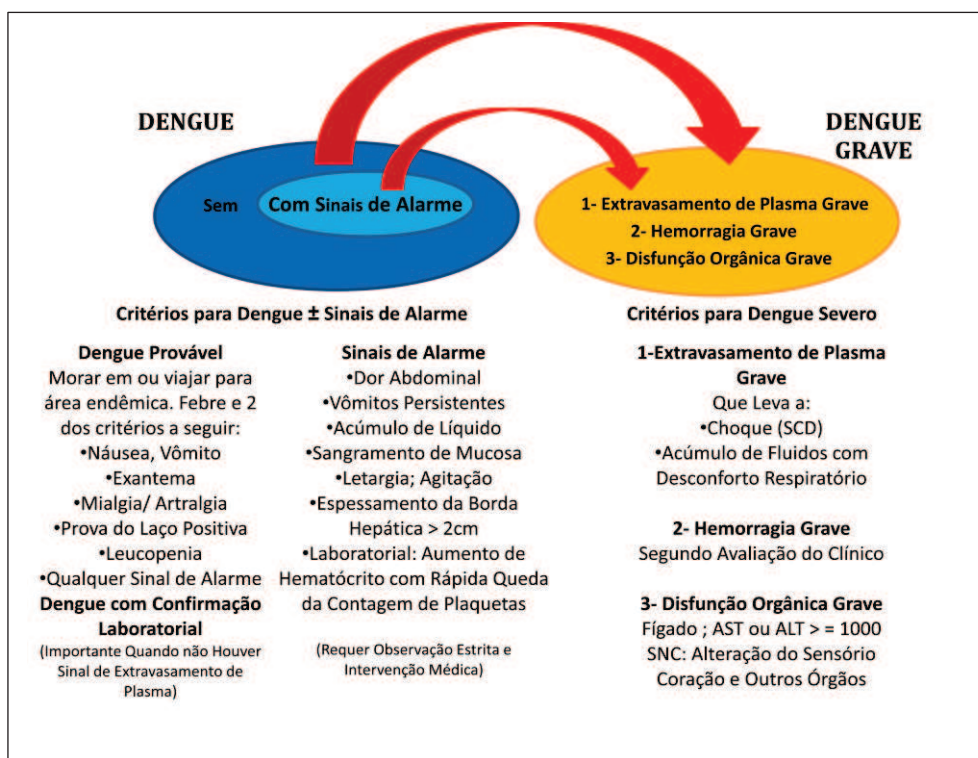 DENGUE
DENGUE
GRAVE
Sem
Com Sinais de Alarme
1- Extravasamento de Plasma Grave
2- Hemorragia Grave
3- Disfunção Orgânica Grave
Critérios para Dengue ± Sinais de Alarme
Dengue Provável
Morar em ou viajar para
área endêmica. Febre e 2
dos critérios a seguir:
•Náusea, Vômito
•Exantema
•Mialgia/ Artralgia
•Prova do Laço Positiva
•Leucopenia
•Qualquer Sinal de Alarme
Dengue com Confirmação
Laboratorial
(Importante Quando não Houver
Sinal de Extravasamento de
Plasma)
Sinais de Alarme
•Dor Abdominal
•Vômitos Persistentes
•Acúmulo de Líquido
•Sangramento de Mucosa
•Letargia; Agitação
•Espessamento da Borda
Hepática > 2cm
•Laboratorial: Aumento de
Hematócrito com Rápida Queda
da Contagem de Plaquetas
(Requer Observação Estrita e
Intervenção Médica)
Critérios para Dengue Severo
1-Extravasamento de Plasma
Grave
Que Leva a:
•Choque (SCD)
•Acúmulo de Fluidos com
Desconforto Respiratório
2- Hemorragia Grave
Segundo Avaliação do Clínico
3- Disfunção Orgânica Grave
Fígado ; AST ou ALT > = 1000
SNC: Alteração do Sensório
Coração e Outros Órgãos